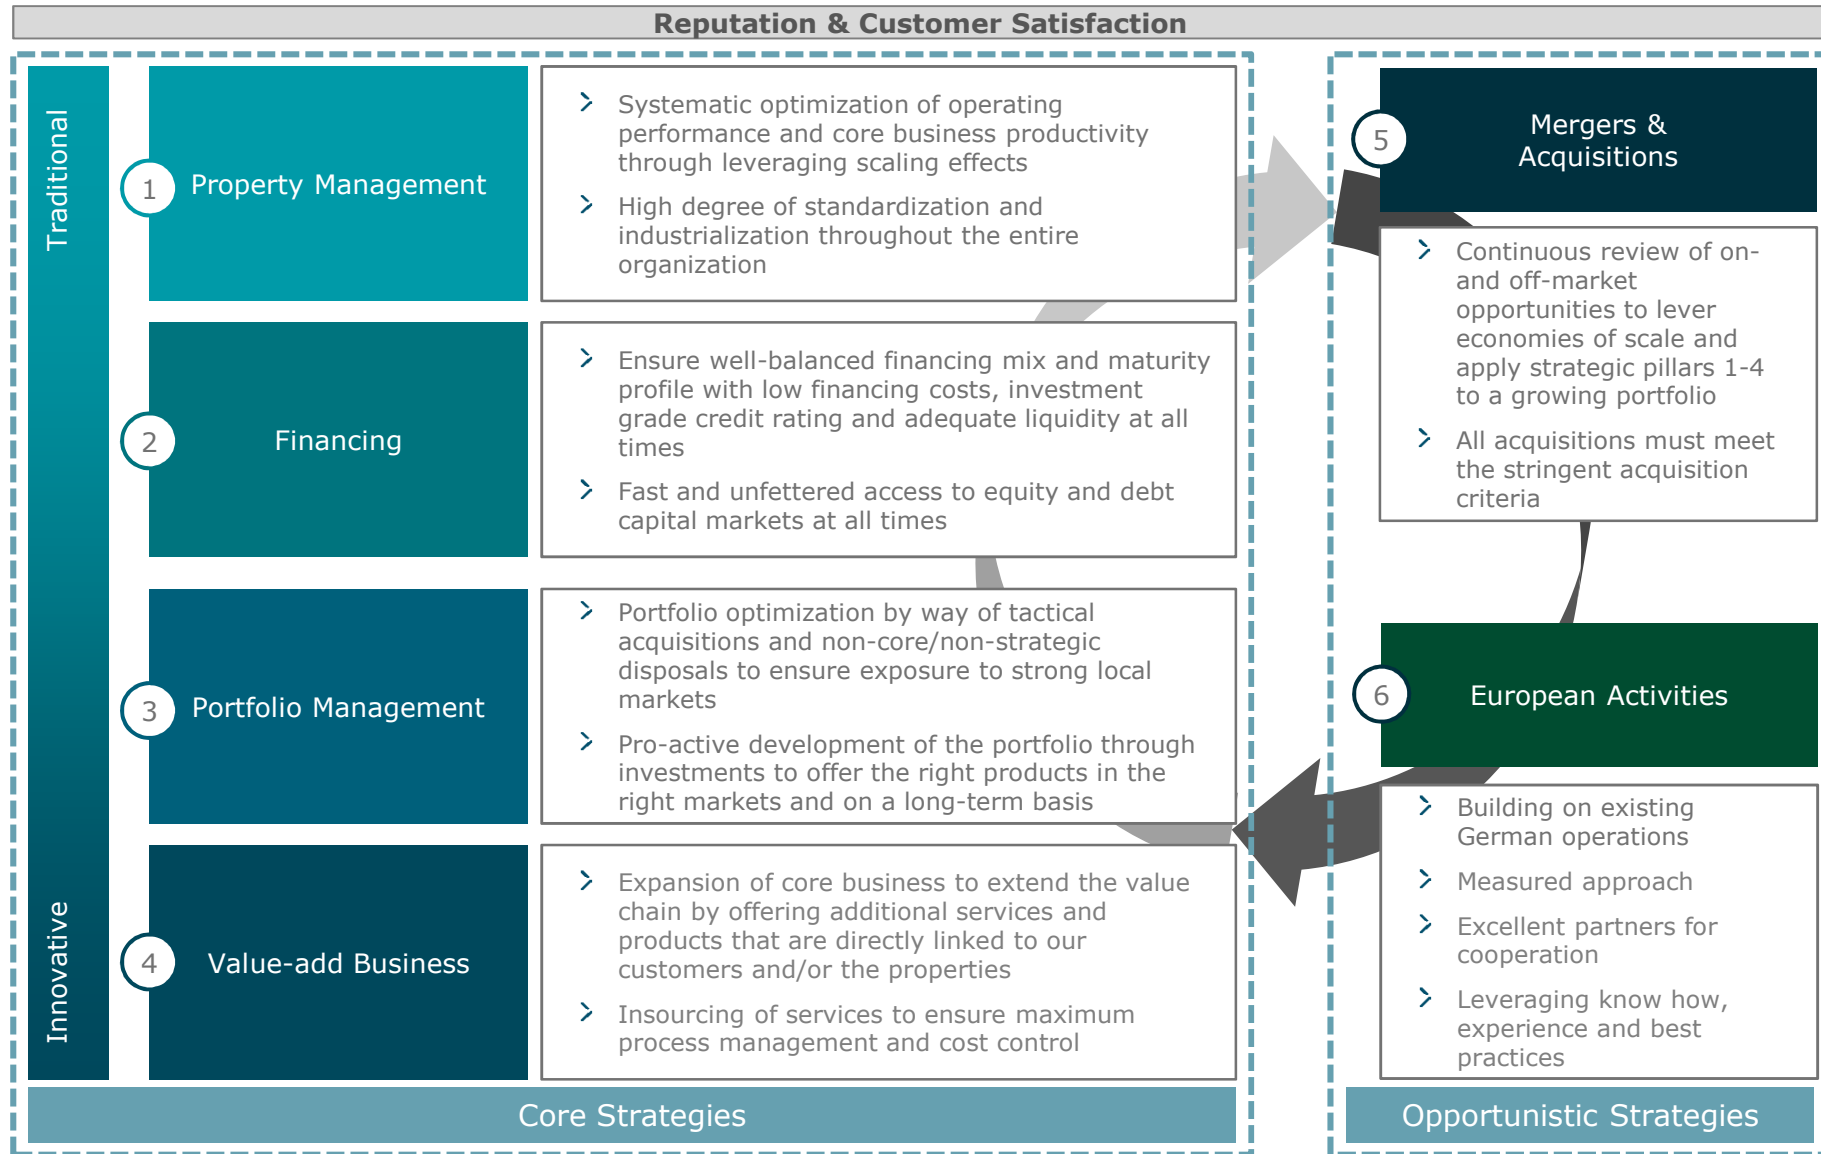 Reputation & Customer Satisfaction
Traditional
Innovative
1
Property Management
Systematic optimization of operating
performance and core business productivity
through leveraging scaling effects
High degree of standardization and
industrialization throughout the entire
organization
2
Financing
Ensure well-balanced financing mix and maturity
profile with low financing costs, investment
grade credit rating and adequate liquidity at all
times
Fast and unfettered access to equity and debt
capital markets at all times
3
Portfolio Management
Portfolio optimization by way of tactical
acquisitions and non-core/non-strategic
disposals to ensure exposure to strong local
markets
Pro-active development of the portfolio through
investments to offer the right products in the
right markets and on a long-term basis
4
Value-add Business
Expansion of core business to extend the value
chain by offering additional services and
products that are directly linked to our
customers and/or the properties
Insourcing of services to ensure maximum
process management and cost control
Core Strategies
5
Mergers &
Acquisitions
Continuous review of on-
and off-market
opportunities to lever
economies of scale and
apply strategic pillars 1-4
to a growing portfolio
All acquisitions must meet
the stringent acquisition
criteria
6
European Activities
Building on existing
German operations
Measured approach
Excellent partners for
cooperation
Leveraging know how,
experience and best
practices
Opportunistic Strategies